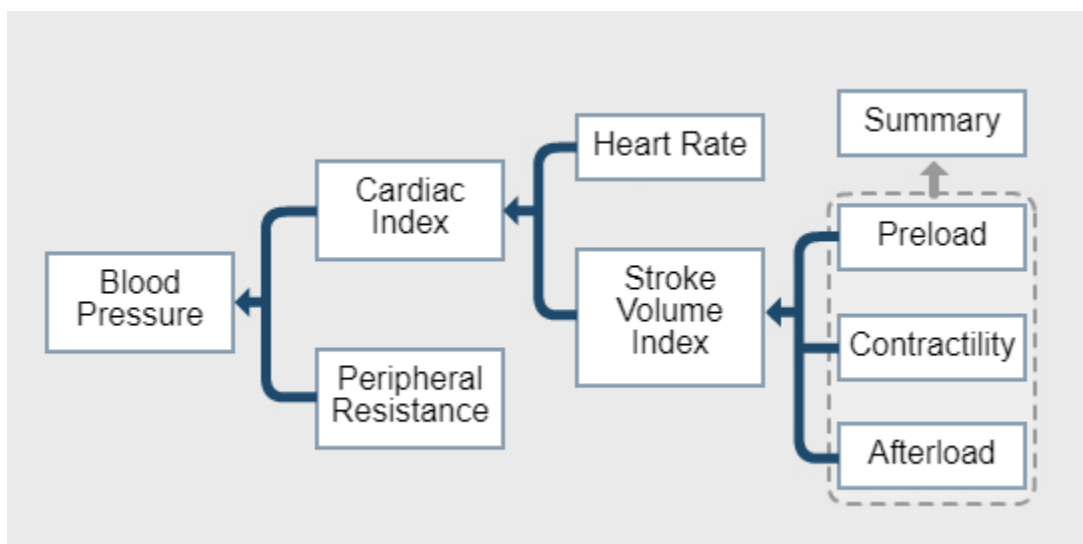 Summary
Heart Rate
Cardiac
Index
Preload
Blood
Pressure
Stroke
Volume
Index
Contractility
Peripheral
Resistance
Afterload